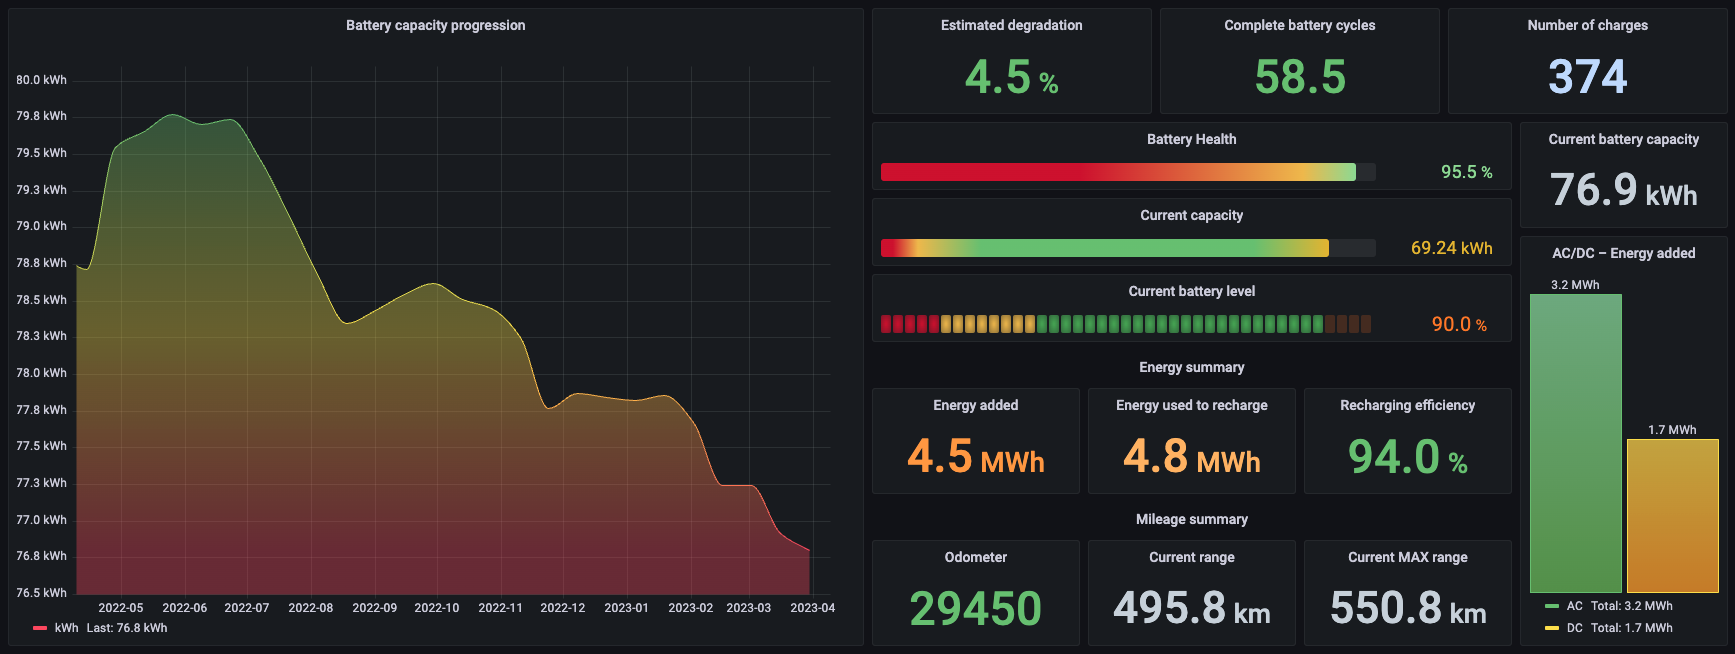 Battery capacity progression
80.0 kWh
79.8 kWh
79.5 kWh
79.3 kWh
79.0 kWh
78.8 kWh
78.5 kWh
78.3 kWh
78.0 kWh
77.8 kWh
77.5 kWh
77.3 kWh
77.0 kWh
76.8 kWh
76.5 kWh
2022-05 2022-06 2022-07 2022-08 2022-09 2022-10 2022-11 2022-12 2023-01 2023-02 2023-03 2023-04
kWh Last: 76.8 kWh
Estimated degradation
4.5 %
Complete battery cycles
58.5
Number of charges
374
Battery Health
95.5 %
Current capacity
69.24 kWh
Current battery level
90.0 %
Current battery capacity
76.9 kWh
Energy summary
Energy added
4.5 MWh
Energy used to recharge
4.8 MWh
Recharging efficiency
94.0 %
Mileage summary
Odometer
29450
Current range
495.8 km
Current MAX range
550.8 km
AC/DC – Energy added
3.2 MWh
1.7 MWh
AC Total: 3.2 MWh
DC Total: 1.7 MWh